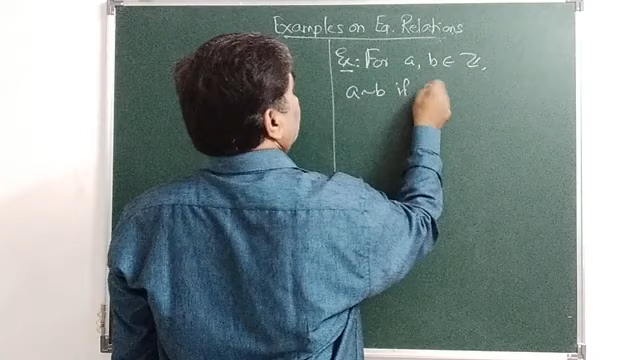 Examples on Eq. Relations
Ex: For a, b ∈ ℤ,
a~b if